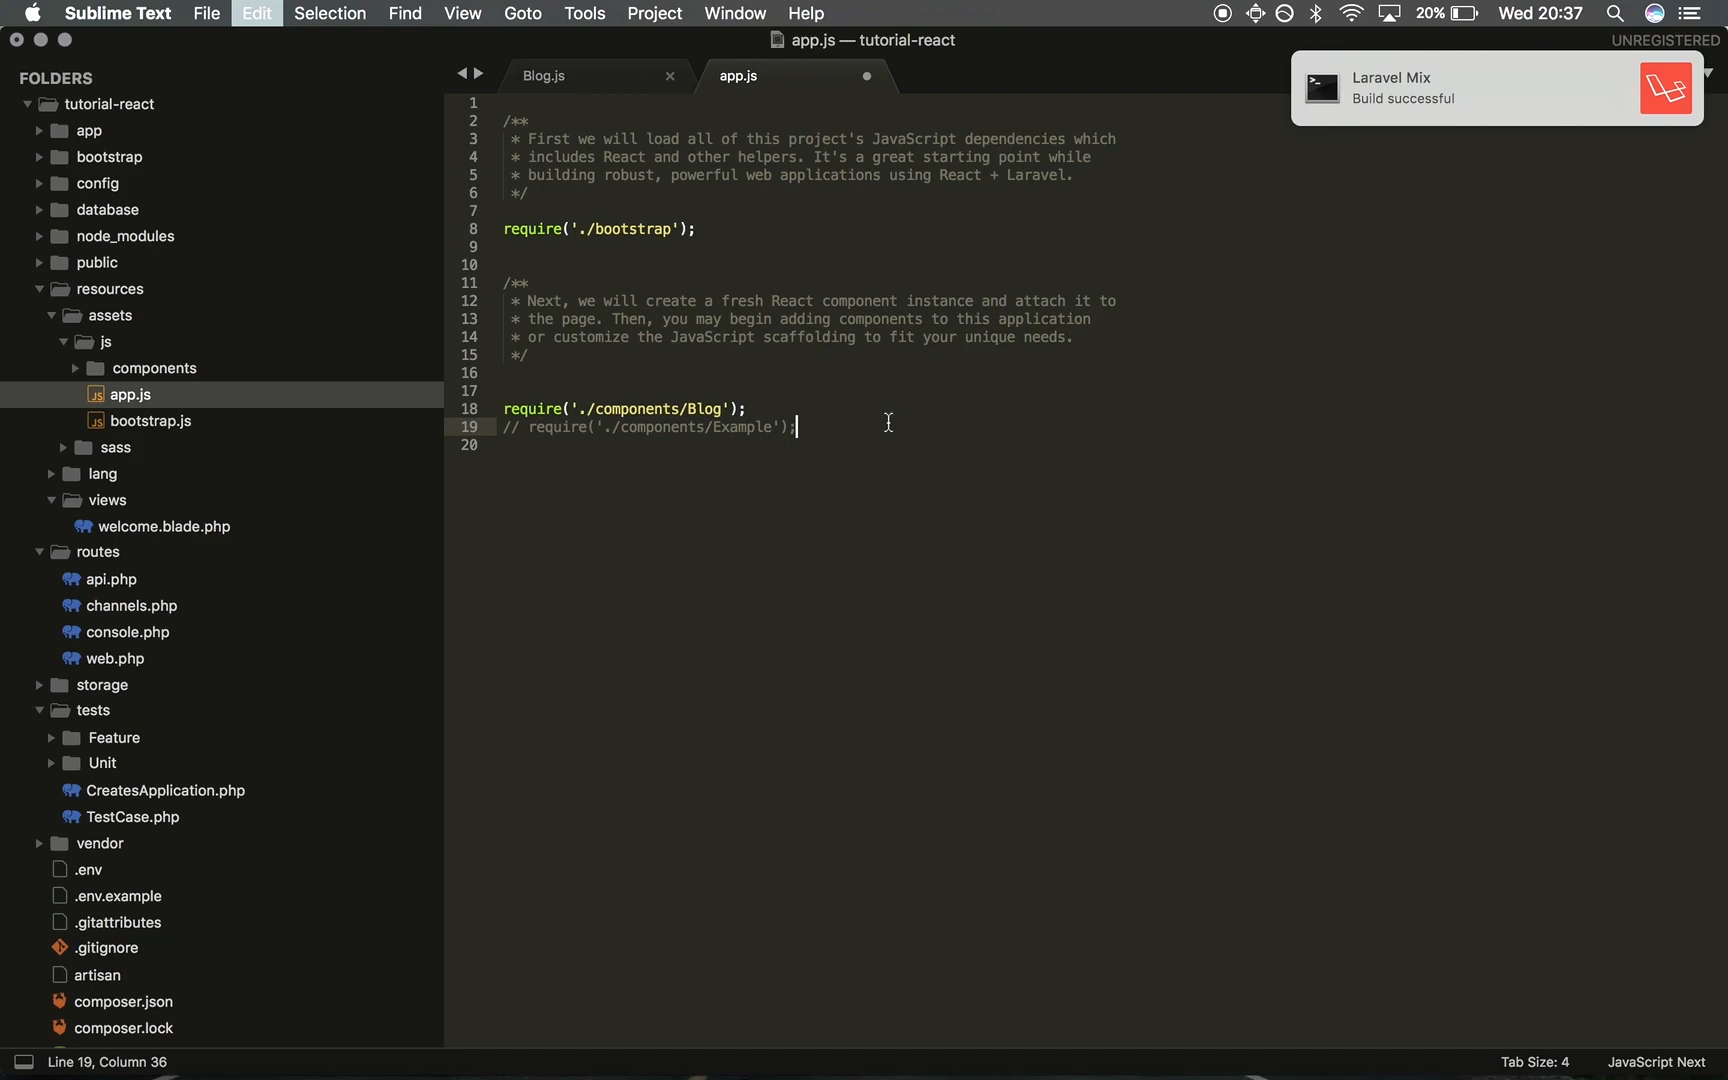 Sublime Text File Edit Selection Find View Goto Tools Project Window Help 20% Wed 20:37
app.js — tutorial-react
UNREGISTERED
Laravel Mix
Build successful
FOLDERS
tutorial-react
app
bootstrap
config
database
node_modules
public
resources
assets
js
components
app.js
bootstrap.js
sass
lang
views
welcome.blade.php
routes
api.php
channels.php
console.php
web.php
storage
tests
Feature
Unit
CreatesApplication.php
TestCase.php
vendor
.env
.env.example
.gitattributes
.gitignore
artisan
composer.json
composer.lock
Blog.js app.js
1
2 /**
3 * First we will load all of this project's JavaScript dependencies which
4 * includes React and other helpers. It's a great starting point while
5 * building robust, powerful web applications using React + Laravel.
6 */
7
8 require('./bootstrap');
9
10
11 /**
12 * Next, we will create a fresh React component instance and attach it to
13 * the page. Then, you may begin adding components to this application
14 * or customize the JavaScript scaffolding to fit your unique needs.
15 */
16
17
18 require('./components/Blog');
19 // require('./components/Example');
20
Line 19, Column 36
Tab Size: 4 JavaScript Next